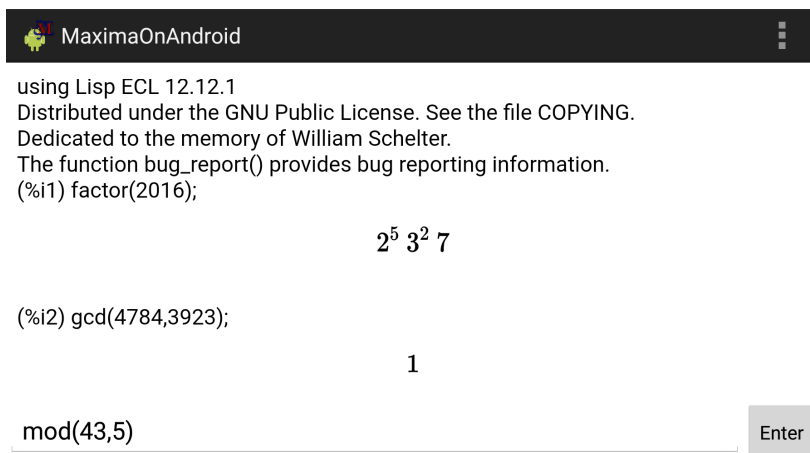 MaximaOnAndroid
using Lisp ECL 12.12.1
Distributed under the GNU Public License. See the file COPYING.
Dedicated to the memory of William Schelter.
The function bug_report() provides bug reporting information.
(%i1) factor(2016);
2⁵ 3² 7
(%i2) gcd(4784,3923);
1
mod(43,5)
Enter